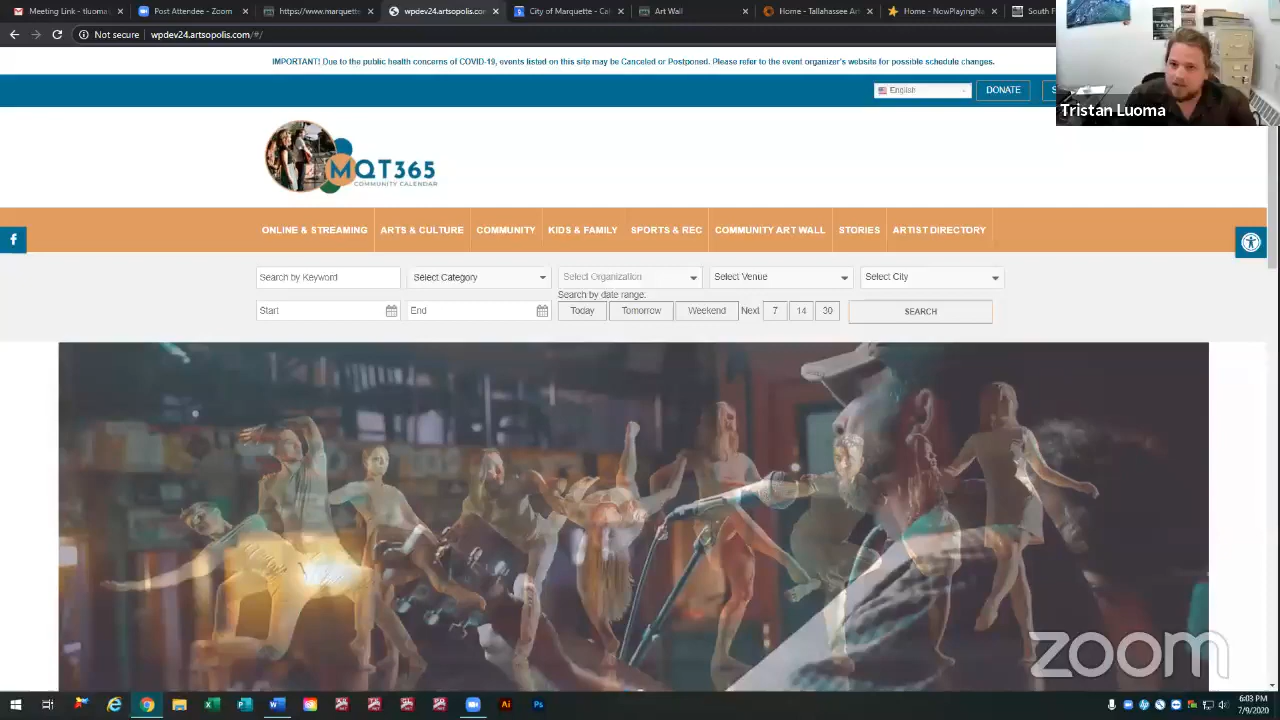 Meeting Link - tluoma
Post Attendee - Zoom
https://www.marquett
wpdev24.artsopolis.com
City of Marquette - Cal
Art Wall
Home - Tallahassee Art
Home - NowPlayingNa
South F
Not secure wpdev24.artsopolis.com/#/
IMPORTANT! Due to the public health concerns of COVID-19, events listed on this site may be Canceled or Postponed. Please refer to the event organizer's website for possible schedule changes.
English
DONATE
S
Tristan Luoma
MQT365
COMMUNITY CALENDAR
ONLINE & STREAMING ARTS & CULTURE COMMUNITY KIDS & FAMILY SPORTS & REC COMMUNITY ART WALL STORIES ARTIST DIRECTORY
Search by Keyword Select Category Select Organization Select Venue Select City
Search by date range:
Start End Today Tomorrow Weekend Next 7 14 30 SEARCH
zoom
6:03 PM
7/9/2020